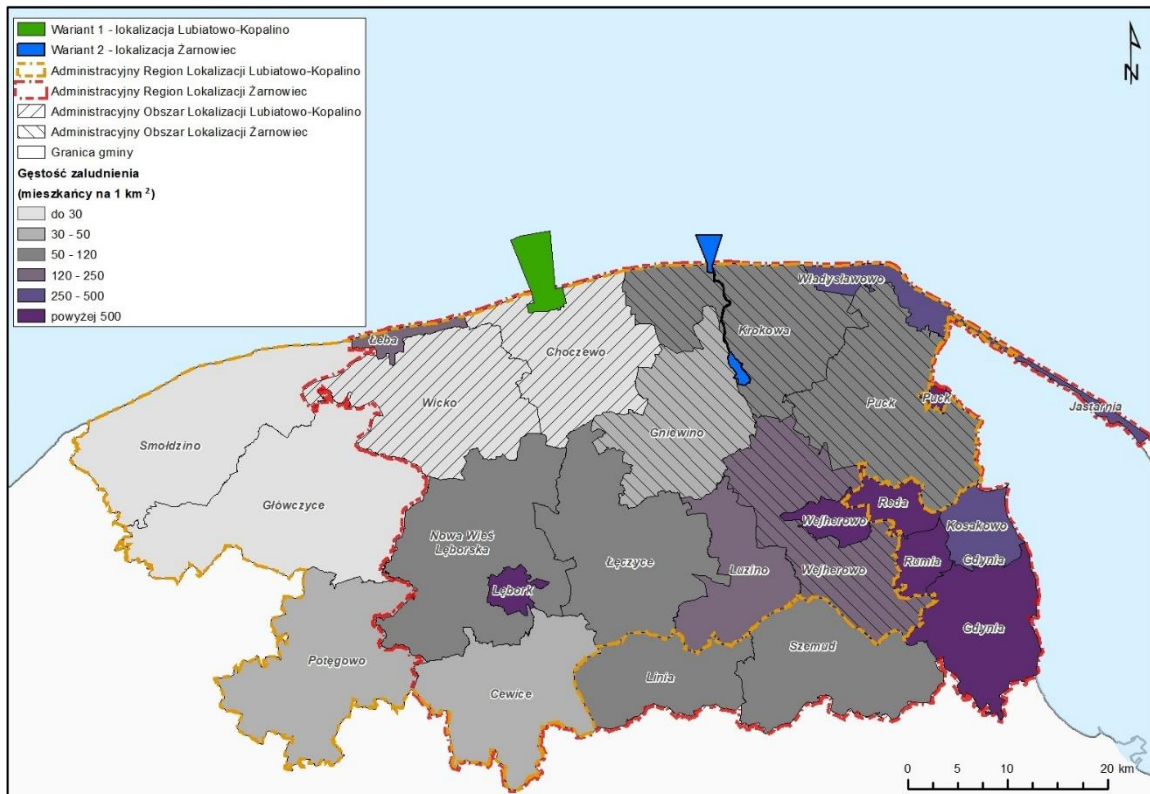 Wariant 1 - lokalizacja Lubiatowo-Kopalino
Wariant 2 - lokalizacja Żarnowiec
Administracyjny Region Lokalizacji Lubiatowo-Kopalino
Administracyjny Region Lokalizacji Żarnowiec
Administracyjny Obszar Lokalizacji Lubiatowo-Kopalino
Administracyjny Obszar Lokalizacji Żarnowiec
Granica gminy
Gęstość zaludnienia
(mieszkańcy na 1 km ²)
do 30
30 - 50
50 - 120
120 - 250
250 - 500
powyżej 500
N
Władysławowo
Łeba
Krokowa
Choczewo
Wicko
Puck
Puck
Jastarnia
Gniewino
Smołdzino
Główczyce
Reda
Wejherowo
Kosakowo
Nowa Wieś
Lęborska
Łęczyce
Luzino
Wejherowo
Rumia
Gdynia
Lębork
Gdynia
Szemud
Potęgowo
Linia
Cewice
0 5 10 20 km